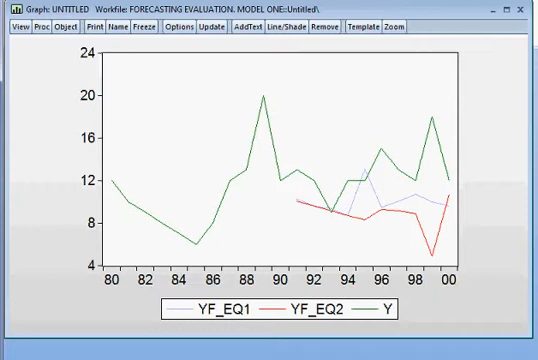 Graph: UNTITLED Workfile: FORECASTING EVALUATION. MODEL ONE::Untitled\
View Proc Object Print Name Freeze Options Update AddText Line/Shade Remove Template Zoom
24
20
16
12
8
4
80 82 84 86 88 90 92 94 96 98 00
YF_EQ1 YF_EQ2 Y